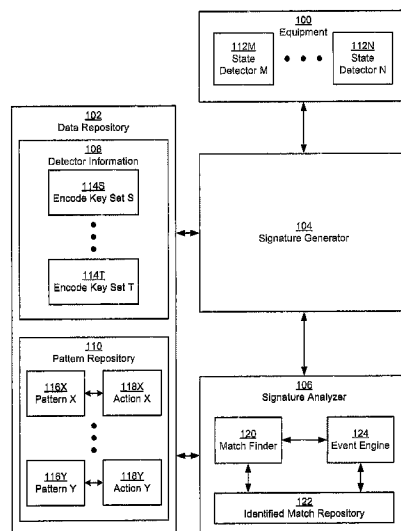 100
Equipment
112M
State
Detector M
112N
State
Detector N
102
Data Repository
108
Detector Information
114S
Encode Key Set S
114T
Encode Key Set T
104
Signature Generator
110
Pattern Repository
116X
Pattern X
118X
Action X
116Y
Pattern Y
118Y
Action Y
106
Signature Analyzer
120
Match Finder
124
Event Engine
122
Identified Match Repository